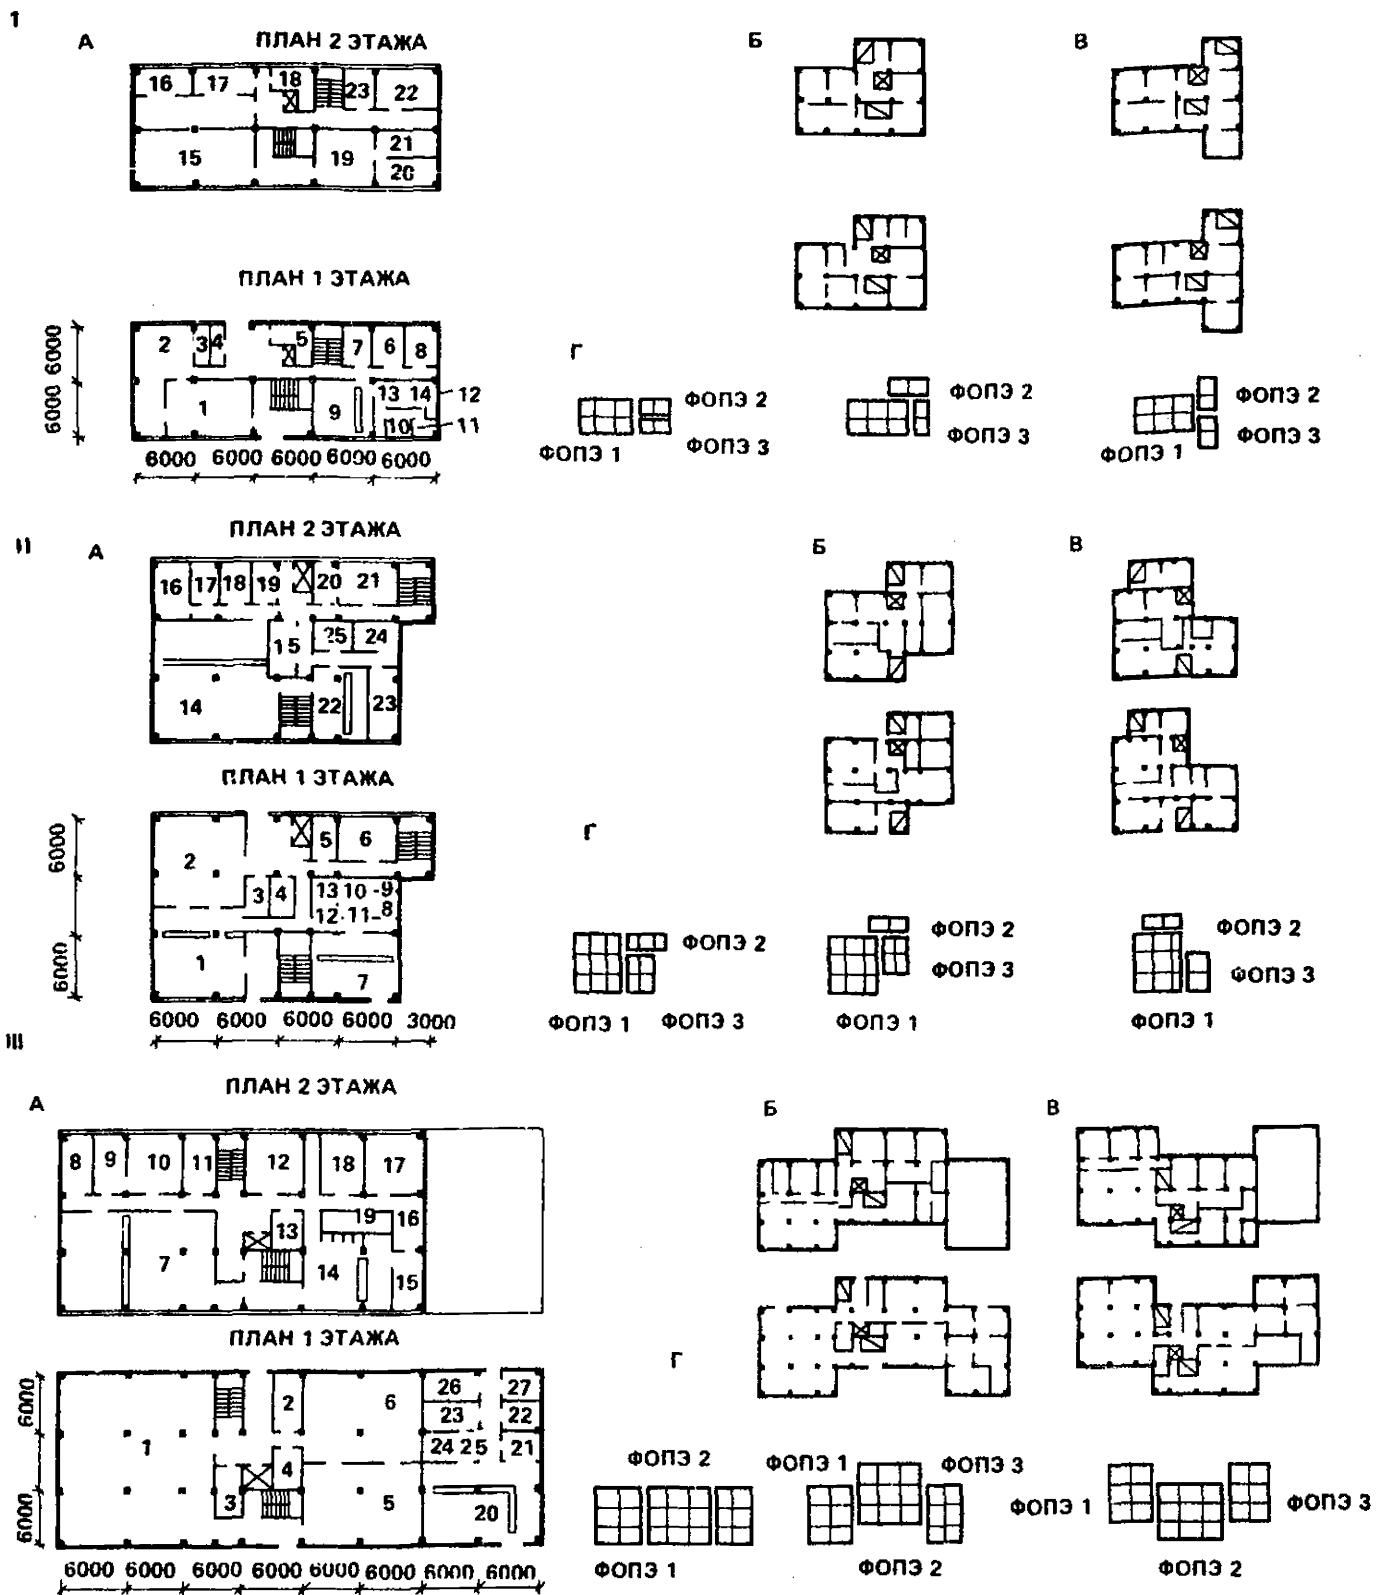 I
А
ПЛАН 2 ЭТАЖА
Б
В
16 17 18 23 22
15 19 21
20
ПЛАН 1 ЭТАЖА
6000
6000
2 3 4 5 7 6 8
1 9 13 14 12
10 11
6000 6000 6000 6000 6000
Г
ФОПЭ 2
ФОПЭ 1 ФОПЭ 3
ФОПЭ 2
ФОПЭ 3
ФОПЭ 2
ФОПЭ 1 ФОПЭ 3
II
А
ПЛАН 2 ЭТАЖА
Б
В
16 17 18 19 20 21
15 25 24
14 22 23
ПЛАН 1 ЭТАЖА
6000
6000
2 5 6
3 4 13 10 9
12 11 8
1 7
6000 6000 6000 6000 3000
Г
ФОПЭ 2
ФОПЭ 1 ФОПЭ 3
ФОПЭ 2
ФОПЭ 3
ФОПЭ 1
ФОПЭ 2
ФОПЭ 3
ФОПЭ 1
III
А
ПЛАН 2 ЭТАЖА
Б
В
8 9 10 11 12 18 17
13 19 16
7 14 15
ПЛАН 1 ЭТАЖА
6000
6000
2 6 26 27
23 22
1 4 24 25 21
3 5 20
6000 6000 6000 6000 6000 6000 6000 6000
Г
ФОПЭ 2
ФОПЭ 1
ФОПЭ 1 ФОПЭ 3
ФОПЭ 2
ФОПЭ 1 ФОПЭ 3
ФОПЭ 2